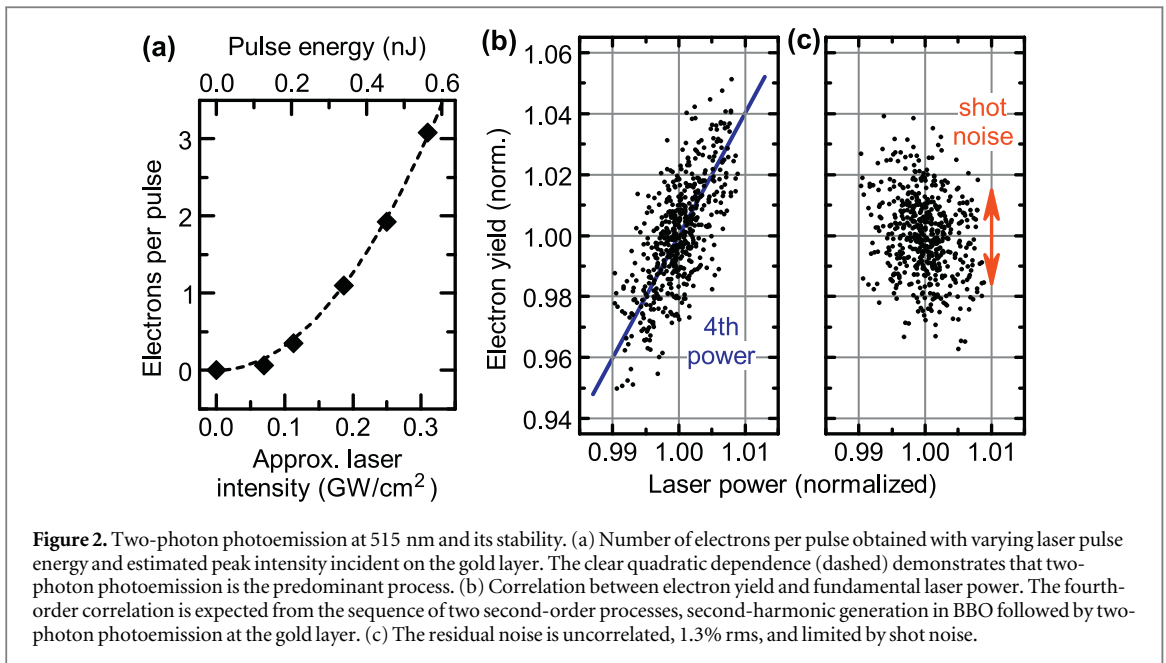 (a)
Pulse energy (nJ)
0.0 0.2 0.4 0.6
Electrons per pulse
3
2
1
0
0.0 0.1 0.2 0.3
Approx. laser
intensity (GW/cm²)
(b)
Electron yield (norm.)
1.06
1.04
1.02
1.00
0.98
0.96
0.94
4th
power
0.99 1.00 1.01
(c)
shot
noise
0.99 1.00 1.01
Laser power (normalized)
Figure 2. Two-photon photoemission at 515 nm and its stability. (a) Number of electrons per pulse obtained with varying laser pulse
energy and estimated peak intensity incident on the gold layer. The clear quadratic dependence (dashed) demonstrates that two-
photon photoemission is the predominant process. (b) Correlation between electron yield and fundamental laser power. The fourth-
order correlation is expected from the sequence of two second-order processes, second-harmonic generation in BBO followed by two-
photon photoemission at the gold layer. (c) The residual noise is uncorrelated, 1.3% rms, and limited by shot noise.